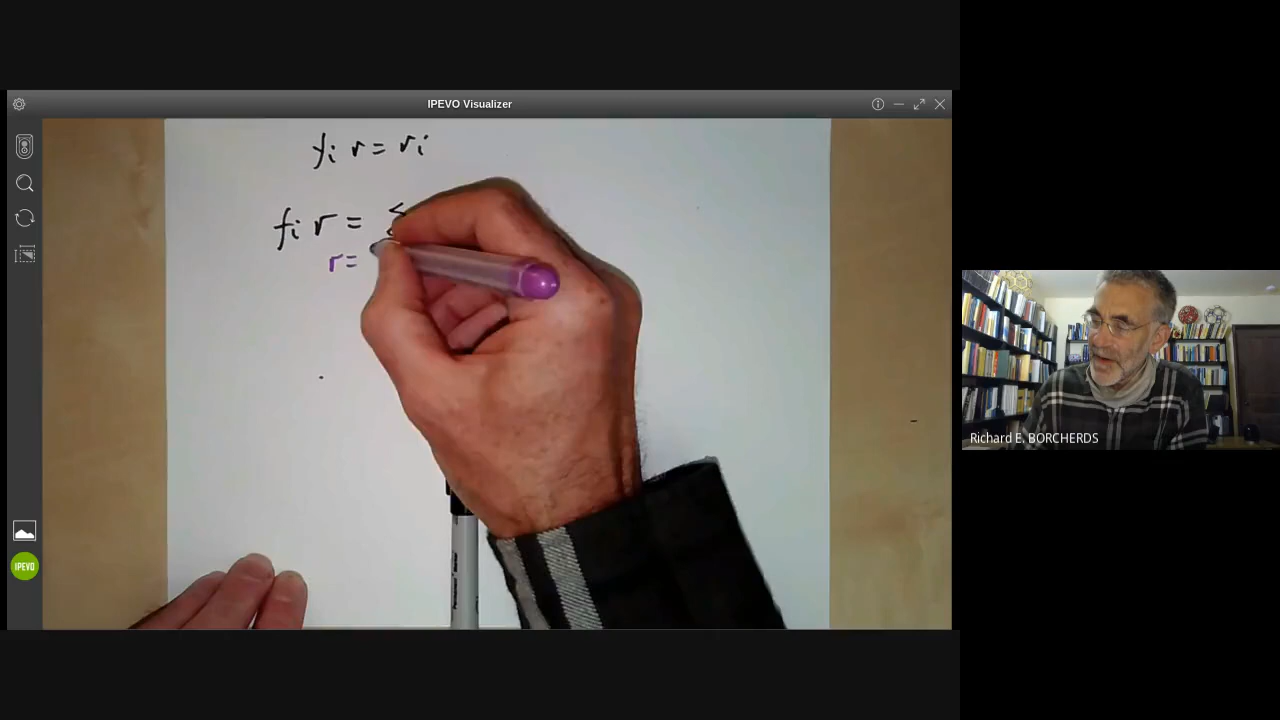 IPEVO Visualizer
yi r = ri
fi r = Σ
r =
IPEVO
Richard E. BORCHERDS